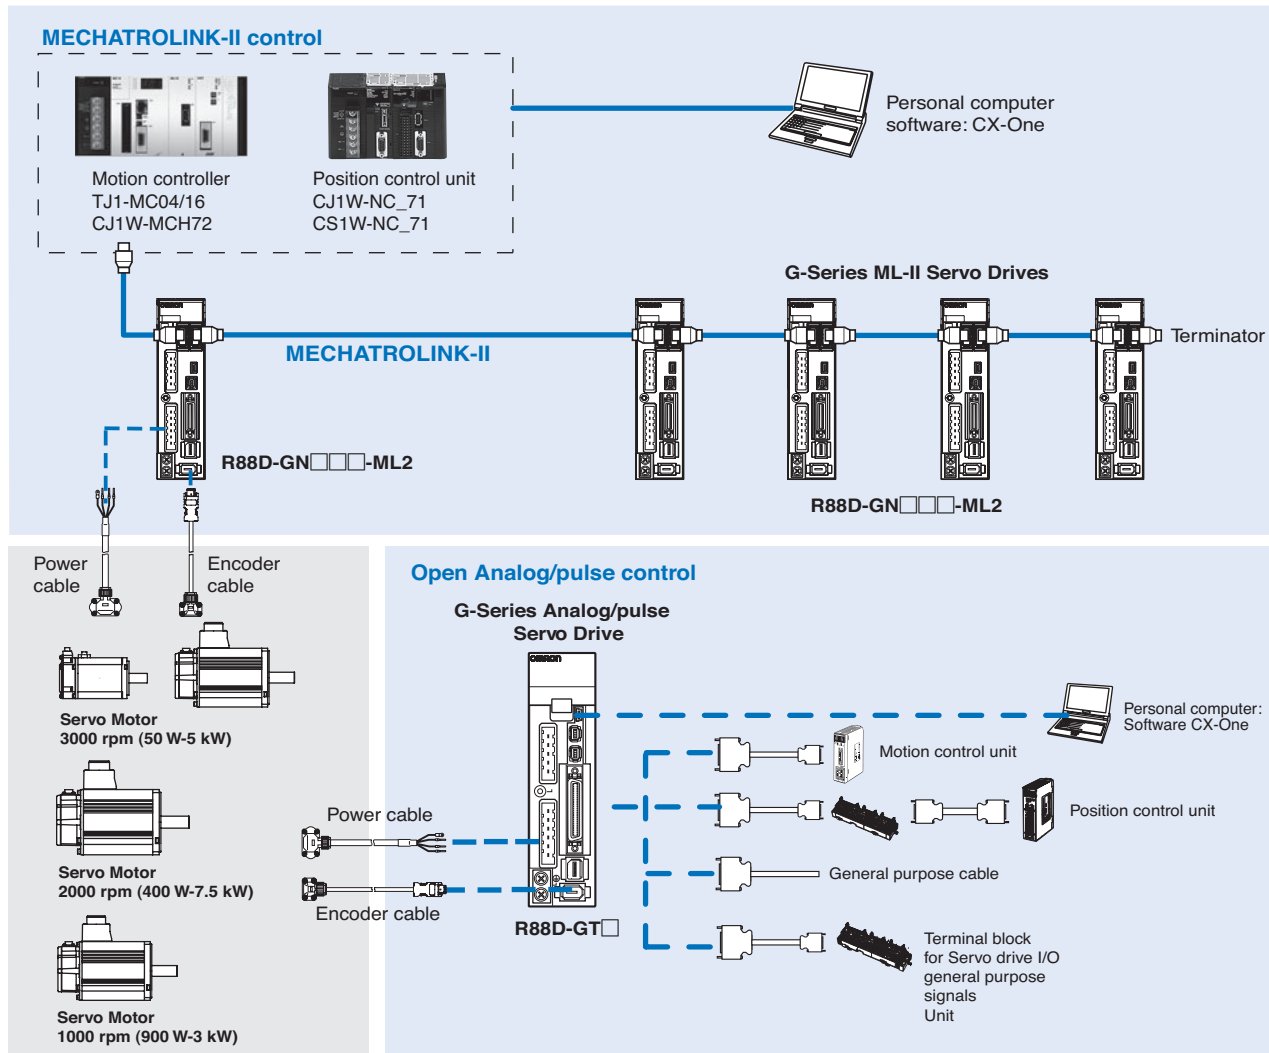 MECHATROLINK-II control
Motion controller
TJ1-MC04/16
CJ1W-MCH72
Position control unit
CJ1W-NC_71
CS1W-NC_71
Personal computer
software: CX-One
G-Series ML-II Servo Drives
MECHATROLINK-II
Terminator
R88D-GN□□□-ML2
R88D-GN□□□-ML2
Power
cable
Encoder
cable
Servo Motor
3000 rpm (50 W-5 kW)
Servo Motor
2000 rpm (400 W-7.5 kW)
Servo Motor
1000 rpm (900 W-3 kW)
Open Analog/pulse control
G-Series Analog/pulse
Servo Drive
OMRON
Power cable
Encoder cable
R88D-GT□
Personal computer:
Software CX-One
Motion control unit
Position control unit
General purpose cable
Terminal block
for Servo drive I/O
general purpose
signals
Unit